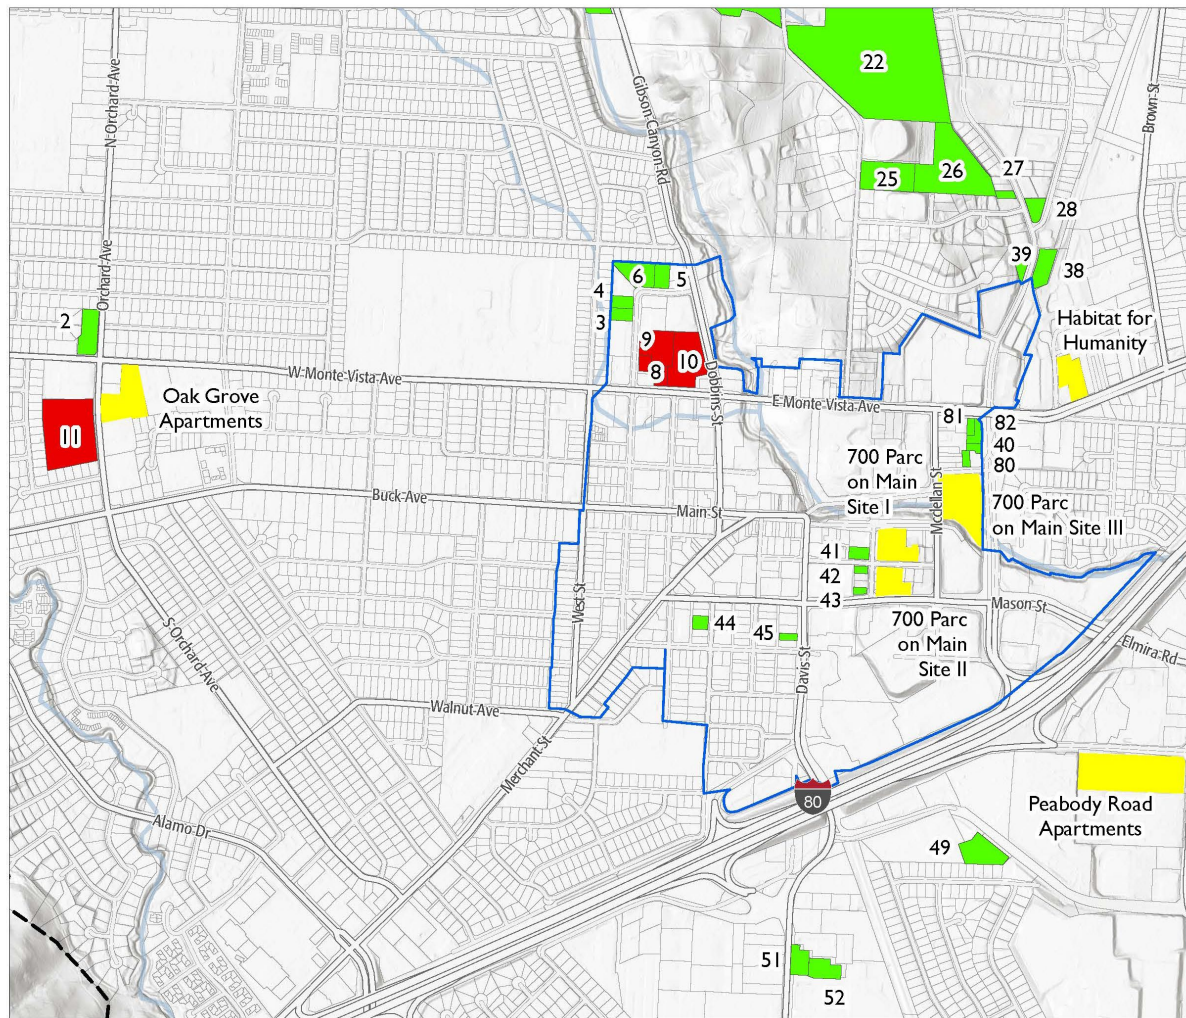 22
N Orchard Ave
Gibson Canyon Rd
Brown St
25
26
27
28
39
38
Orchard Ave
4
6
5
3
2
9
8
10
Habitat for
Humanity
W Monte Vista Ave
Dobbins St
E Monte Vista Ave
Oak Grove
Apartments
11
81
82
40
80
700 Parc
on Main
Site I
Mcclellan St
700 Parc
on Main Site III
Buck Ave
Main St
41
42
43
44
45
West St
Mason St
700 Parc
on Main
Site II
Elmira Rd
S Orchard Ave
Davis St
Walnut Ave
Merchant St
80
Alamo Dr
Peabody Road
Apartments
49
51
52